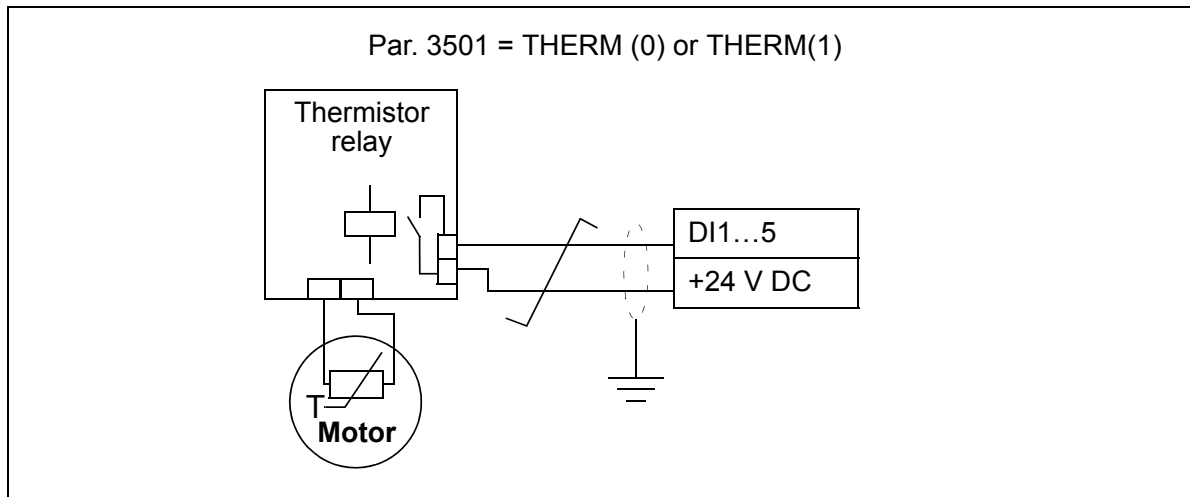 Par. 3501 = THERM (0) or THERM(1)
Thermistor
relay
DI1…5
+24 V DC
T
Motor